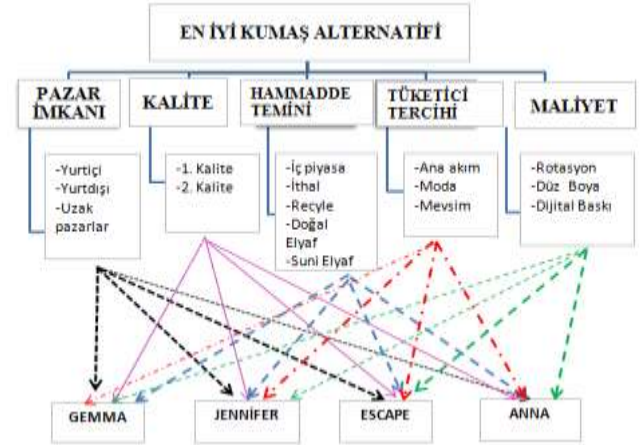 EN İYİ KUMAŞ ALTERNATİFİ
PAZAR
İMKANI
KALİTE
HAMMADDE
TEMİNİ
TÜKETİCİ
TERCİHİ
MALİYET
-Yurtiçi
-Yurtdışı
-Uzak
pazarlar
-1. Kalite
-2. Kalite
-İç piyasa
-İthal
-Recyle
-Doğal
Elyaf
-Suni Elyaf
-Ana akım
-Moda
-Mevsim
-Rotasyon
-Düz Boya
-Dijital Baskı
GEMMA
JENNİFER
ESCAPE
ANNA